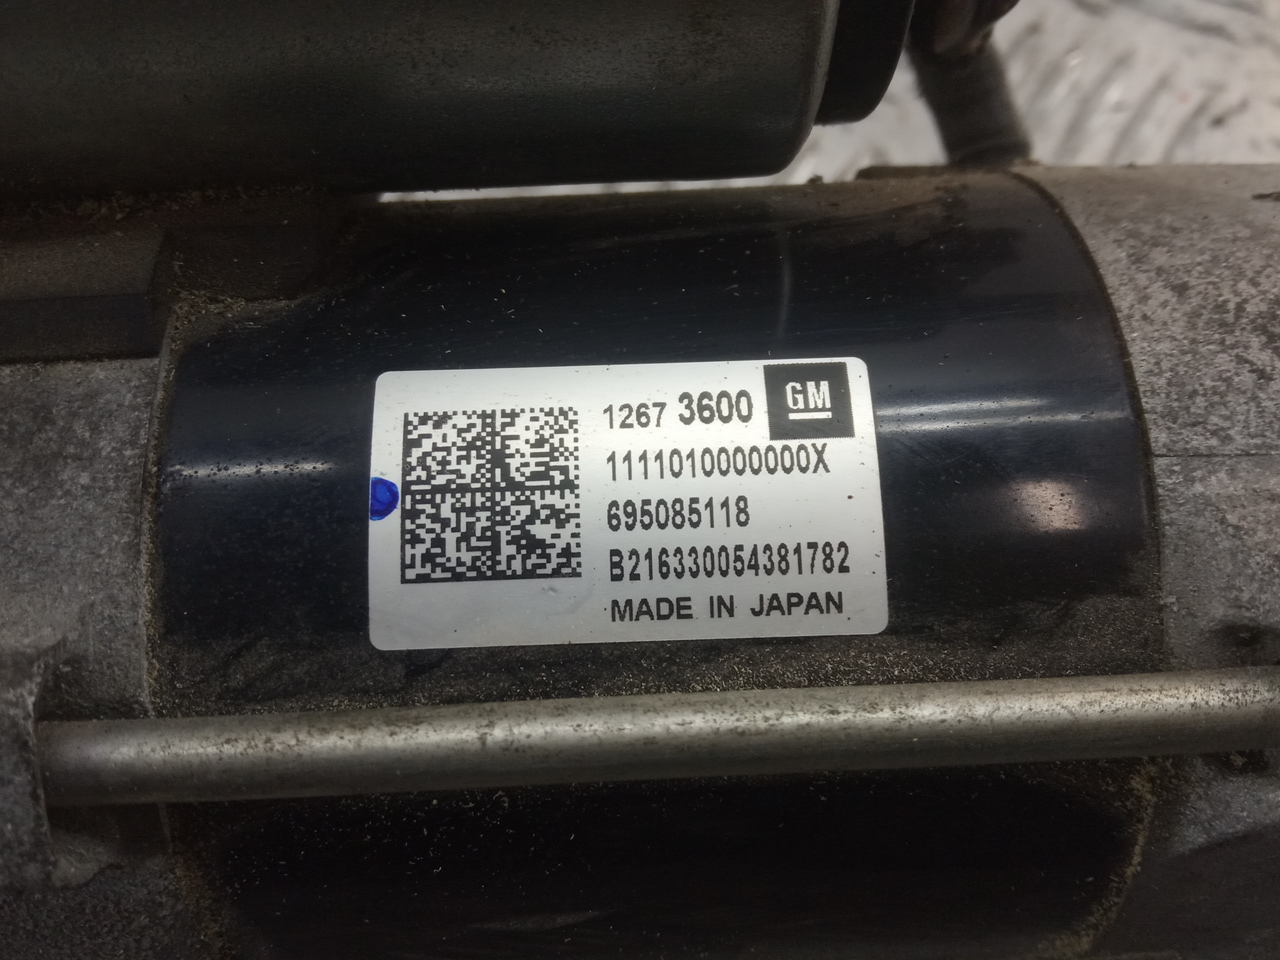 1267 3600 GM
1111010000000X
695085118
B216330054381782
MADE IN JAPAN